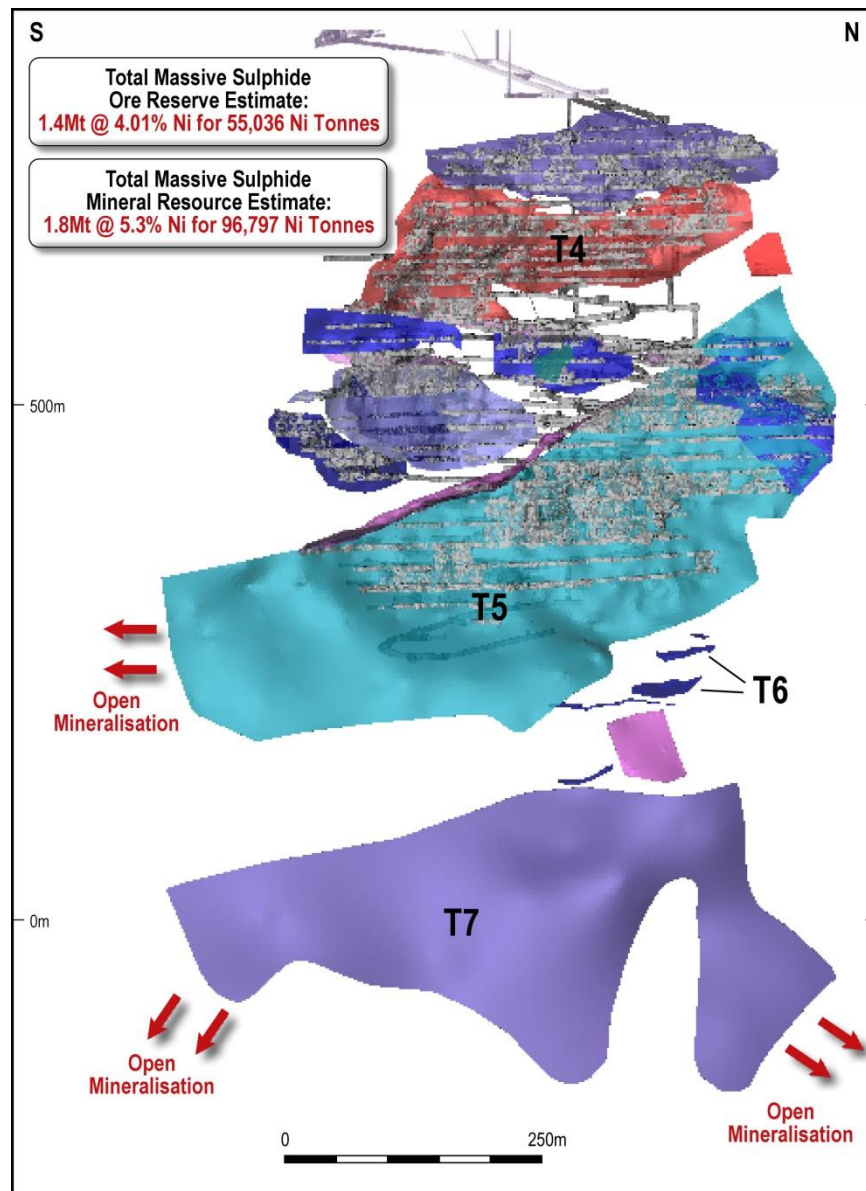 S
N
Total Massive Sulphide
Ore Reserve Estimate:
1.4Mt @ 4.01% Ni for 55,036 Ni Tonnes
Total Massive Sulphide
Mineral Resource Estimate:
1.8Mt @ 5.3% Ni for 96,797 Ni Tonnes
T4
500m
T5
Open
Mineralisation
T6
0m
T7
Open
Mineralisation
Open
Mineralisation
0
250m